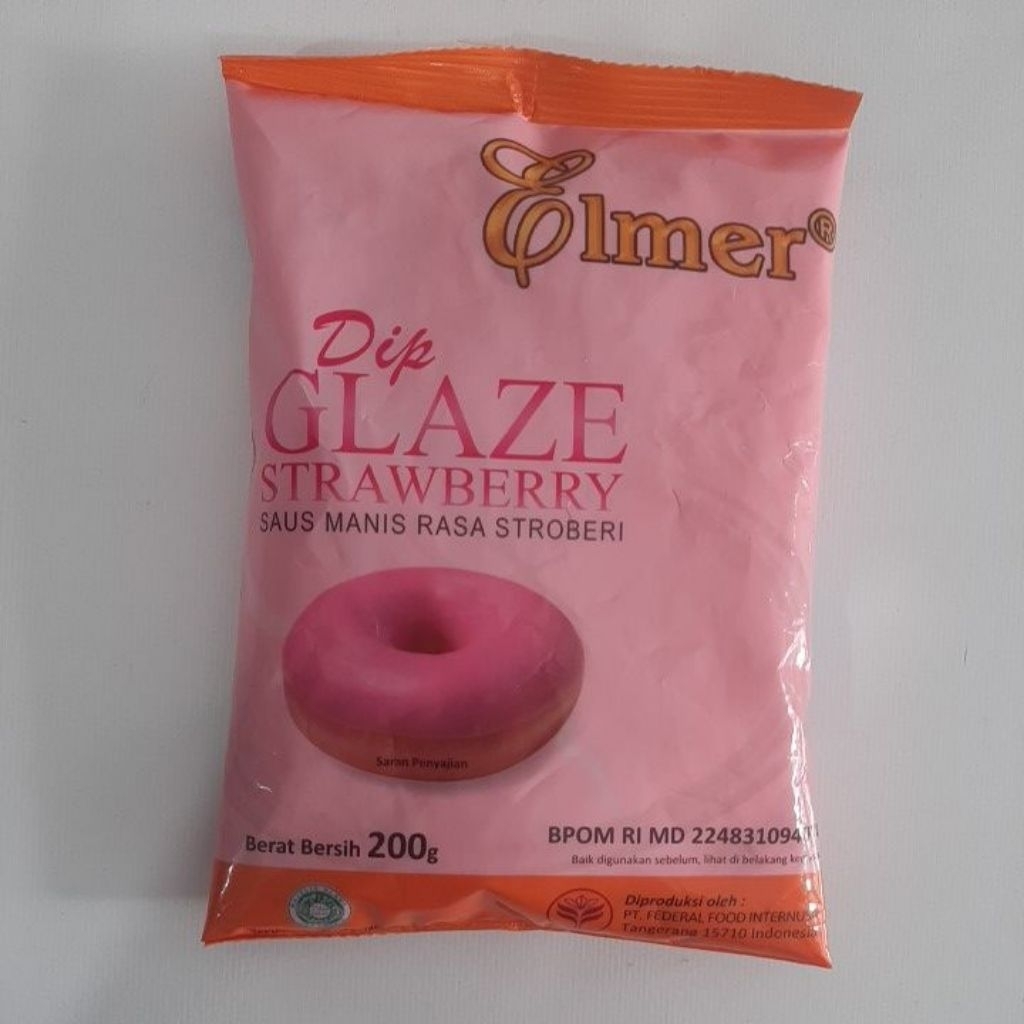 Elmer®
Dip
GLAZE
STRAWBERRY
SAUS MANIS RASA STROBERI
Saran Penyajian
Berat Bersih 200g
BPOM RI MD
Baik digunakan sebelum, lihat di belakang
Diproduksi oleh :
PT. FEDERAL FOOD
Tangerang 15710 Indonesia